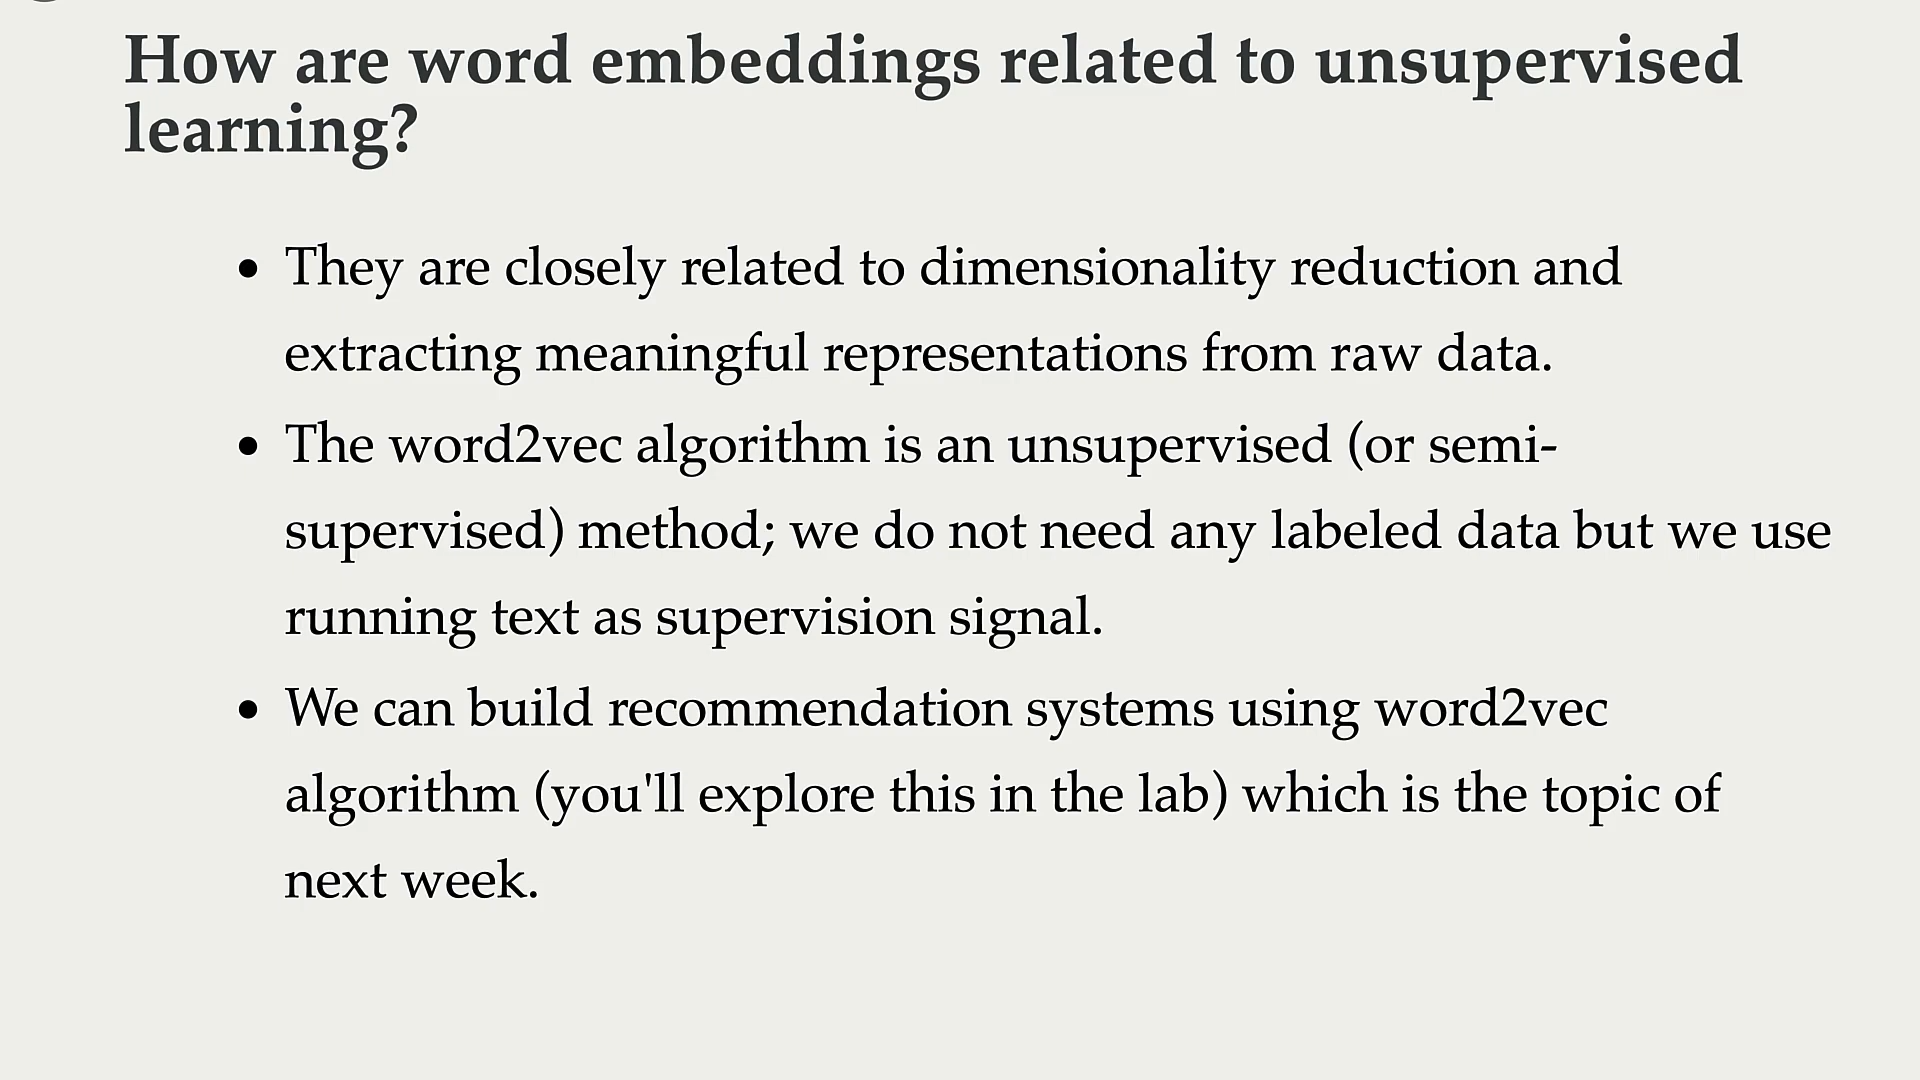 How are word embeddings related to unsupervised
learning?
• They are closely related to dimensionality reduction and
extracting meaningful representations from raw data.
• The word2vec algorithm is an unsupervised (or semi-
supervised) method; we do not need any labeled data but we use
running text as supervision signal.
• We can build recommendation systems using word2vec
algorithm (you'll explore this in the lab) which is the topic of
next week.